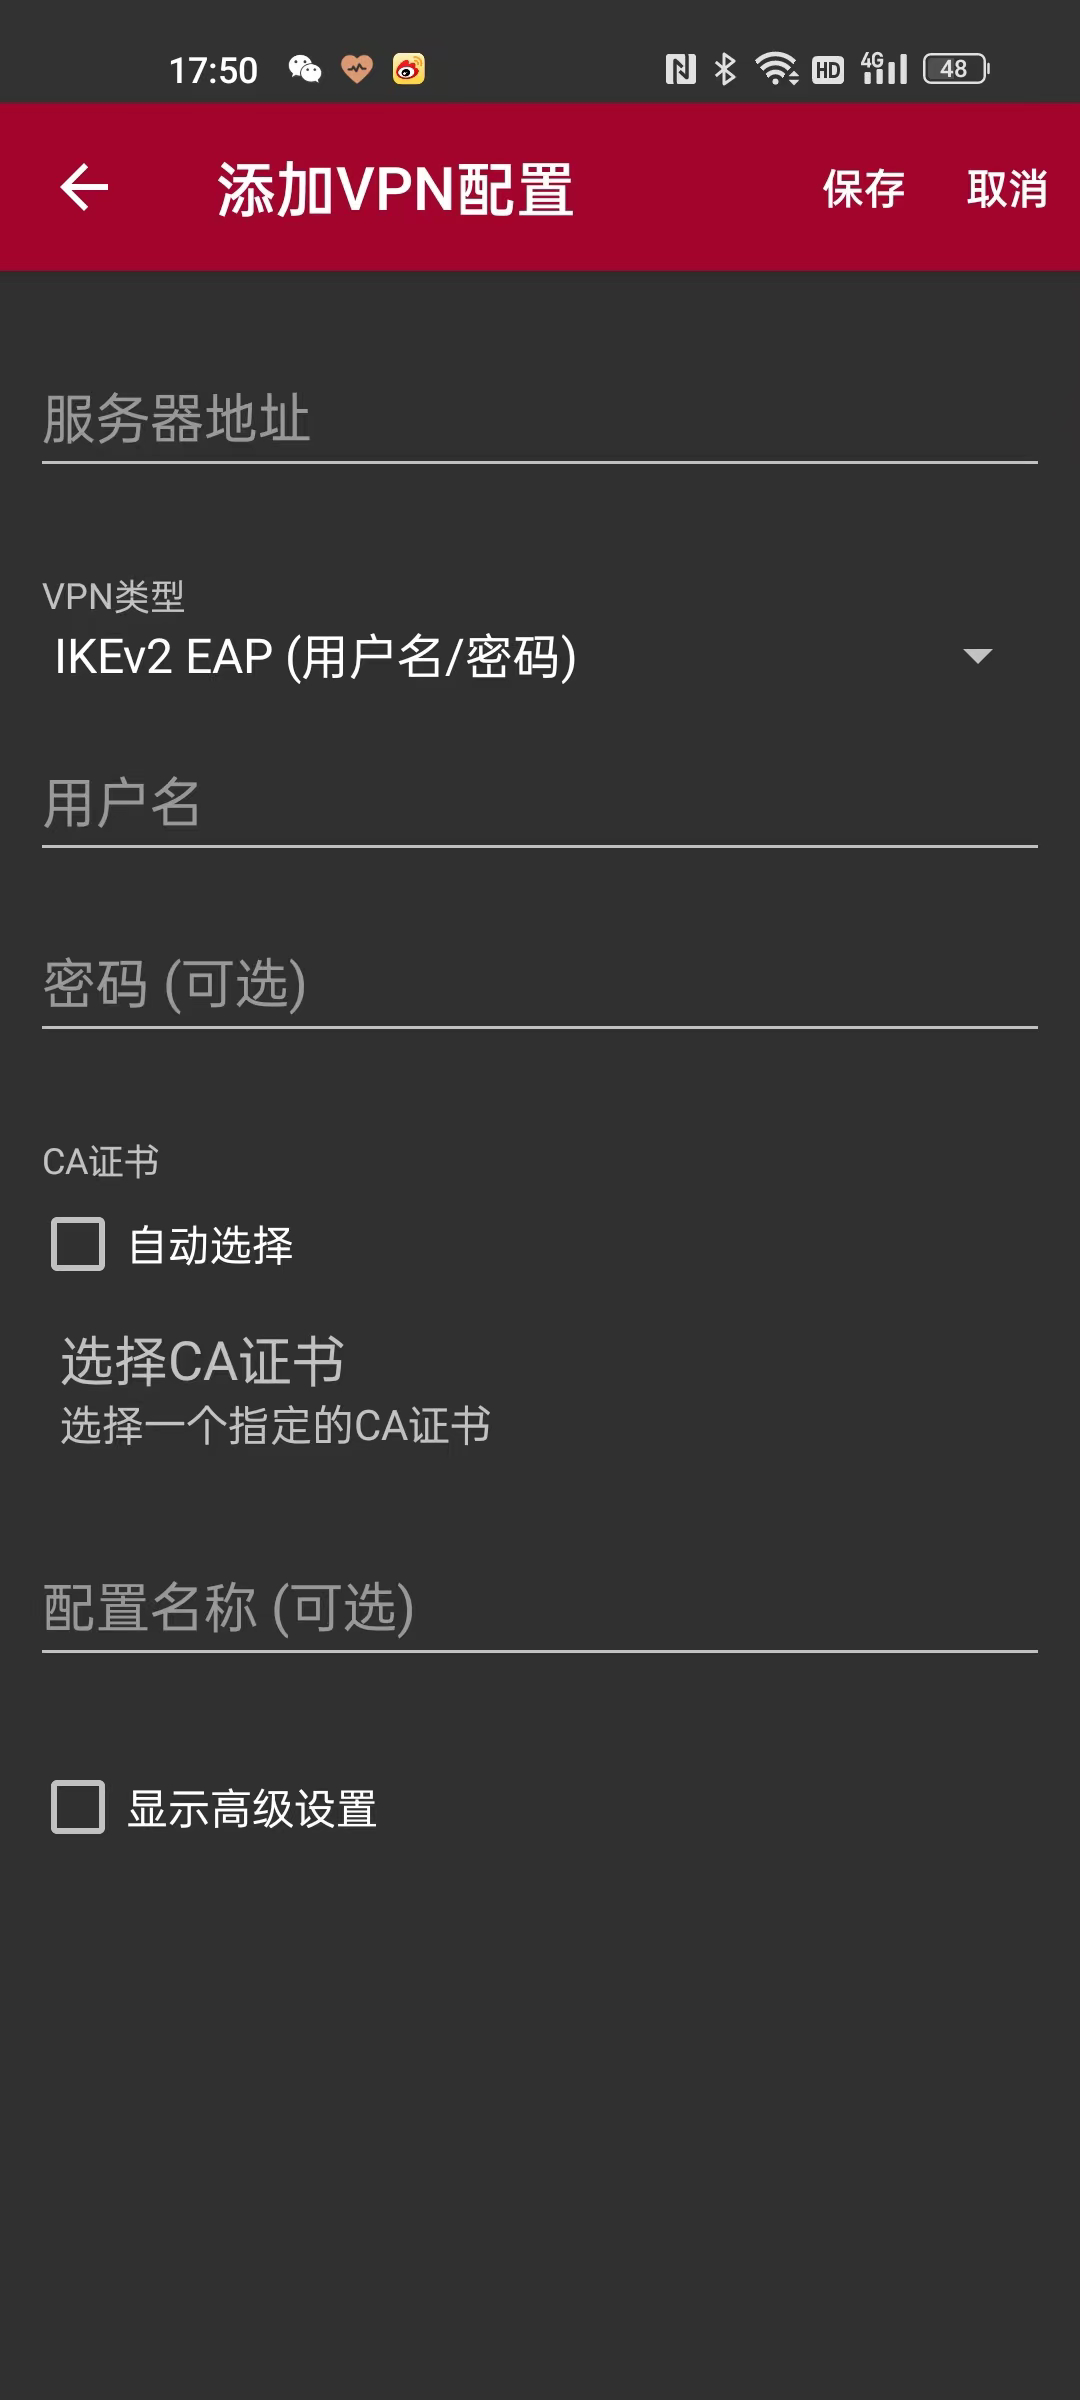 17:50
HD
4G
48
添加VPN配置
保存
取消
服务器地址
VPN类型
IKEv2 EAP (用户名/密码)
用户名
密码 (可选)
CA证书
自动选择
选择CA证书
选择一个指定的CA证书
配置名称 (可选)
显示高级设置